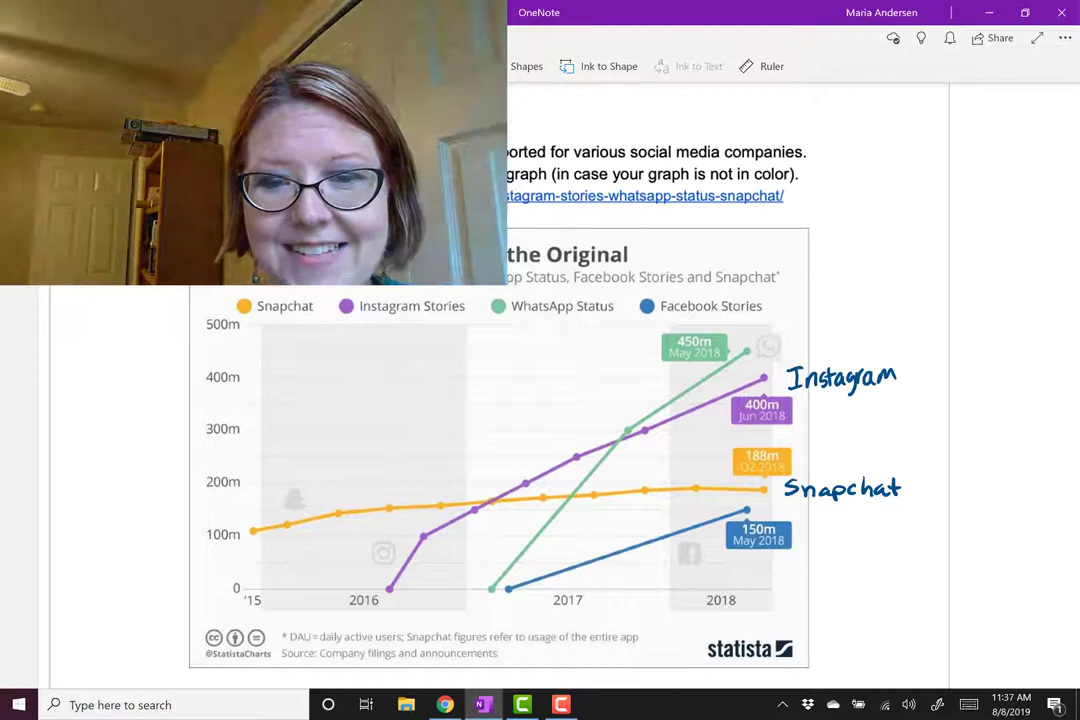 OneNote
Maria Andersen
Share
Shapes
Ink to Shape
Ink to Text
Ruler
ported for various social media companies.
graph (in case your graph is not in color).
stagram-stories-whatsapp-status-snapchat/
the Original
pp Status, Facebook Stories and Snapchat*
Snapchat
Instagram Stories
WhatsApp Status
Facebook Stories
500m
400m
300m
200m
100m
0
450m
May 2018
Instagram
400m
Jun 2018
188m
Q2 2018
Snapchat
150m
May 2018
'15
2016
2017
2018
* DAU = daily active users; Snapchat figures refer to usage of the entire app
@StatistaCharts
Source: Company filings and announcements
statista
Type here to search
11:37 AM
8/8/2019
1